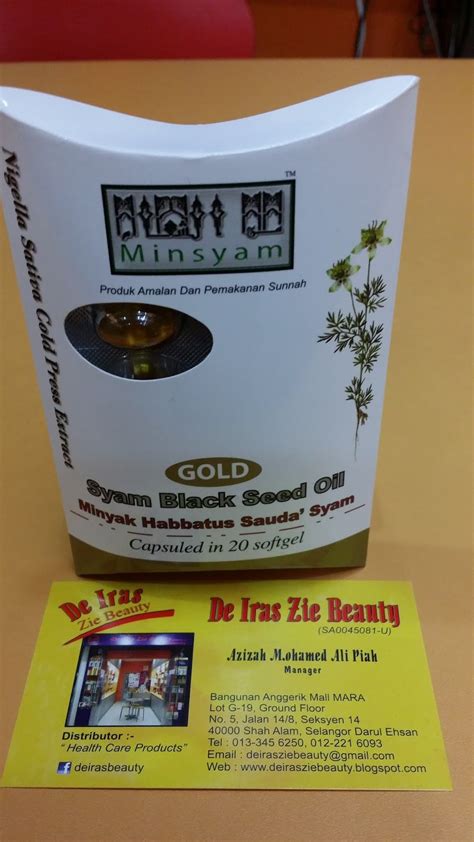 Nigella Sativa Cold Press Extract
TM
Minsyam
Produk Amalan Dan Pemakanan Sunnah
GOLD
Syam Black Seed Oil
Minyak Habbatus Sauda' Syam
Capsuled in 20 softgel
De Iras
Zie Beauty
De Iras Zie Beauty
(SA0045081-U)
Azizah Mohamed Ali Piah
Manager
Bangunan Anggerik Mall MARA
Lot G-19, Ground Floor
No. 5, Jalan 14/8, Seksyen 14
40000 Shah Alam, Selangor Darul Ehsan
Tel : 013-345 6250, 012-221 6093
Email : deirasziebeauty@gmail.com
Web : www.deirasziebeauty.blogspot.com
Distributor :-
“ Health Care Products”
f deirasbeauty